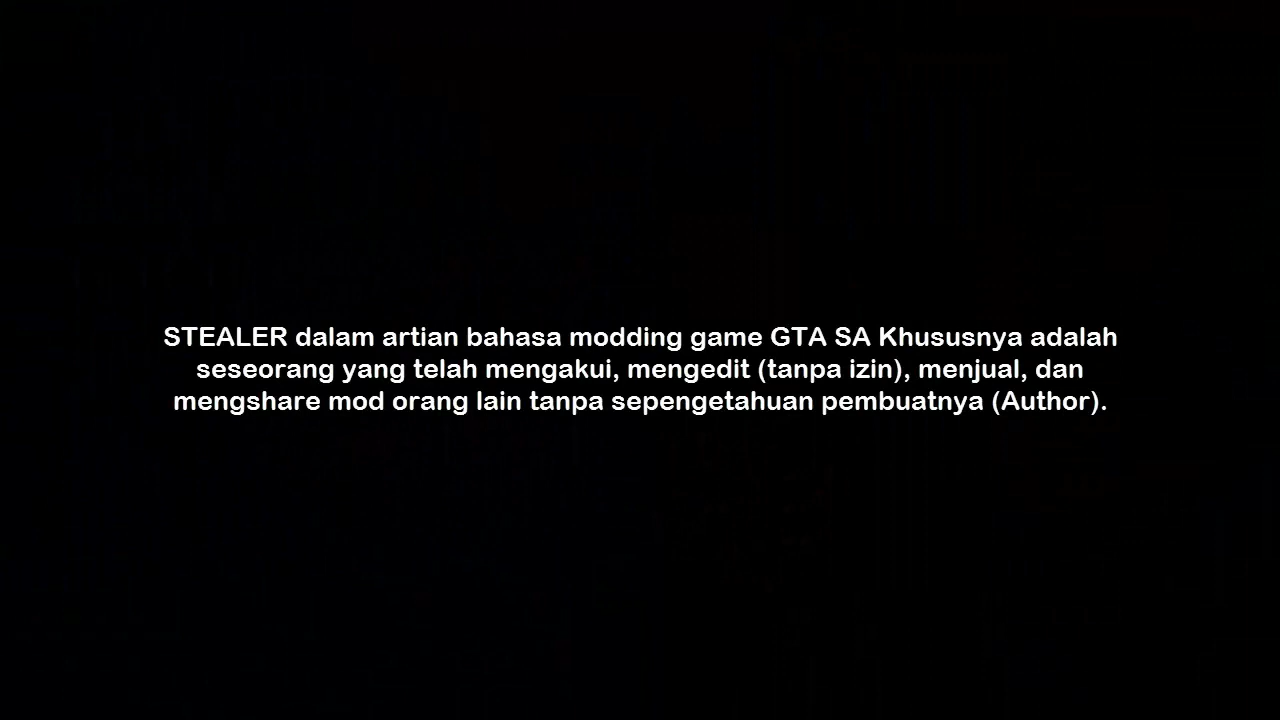 STEALER dalam artian bahasa modding game GTA SA Khususnya adalah
seseorang yang telah mengakui, mengedit (tanpa izin), menjual, dan
mengshare mod orang lain tanpa sepengetahuan pembuatnya (Author).